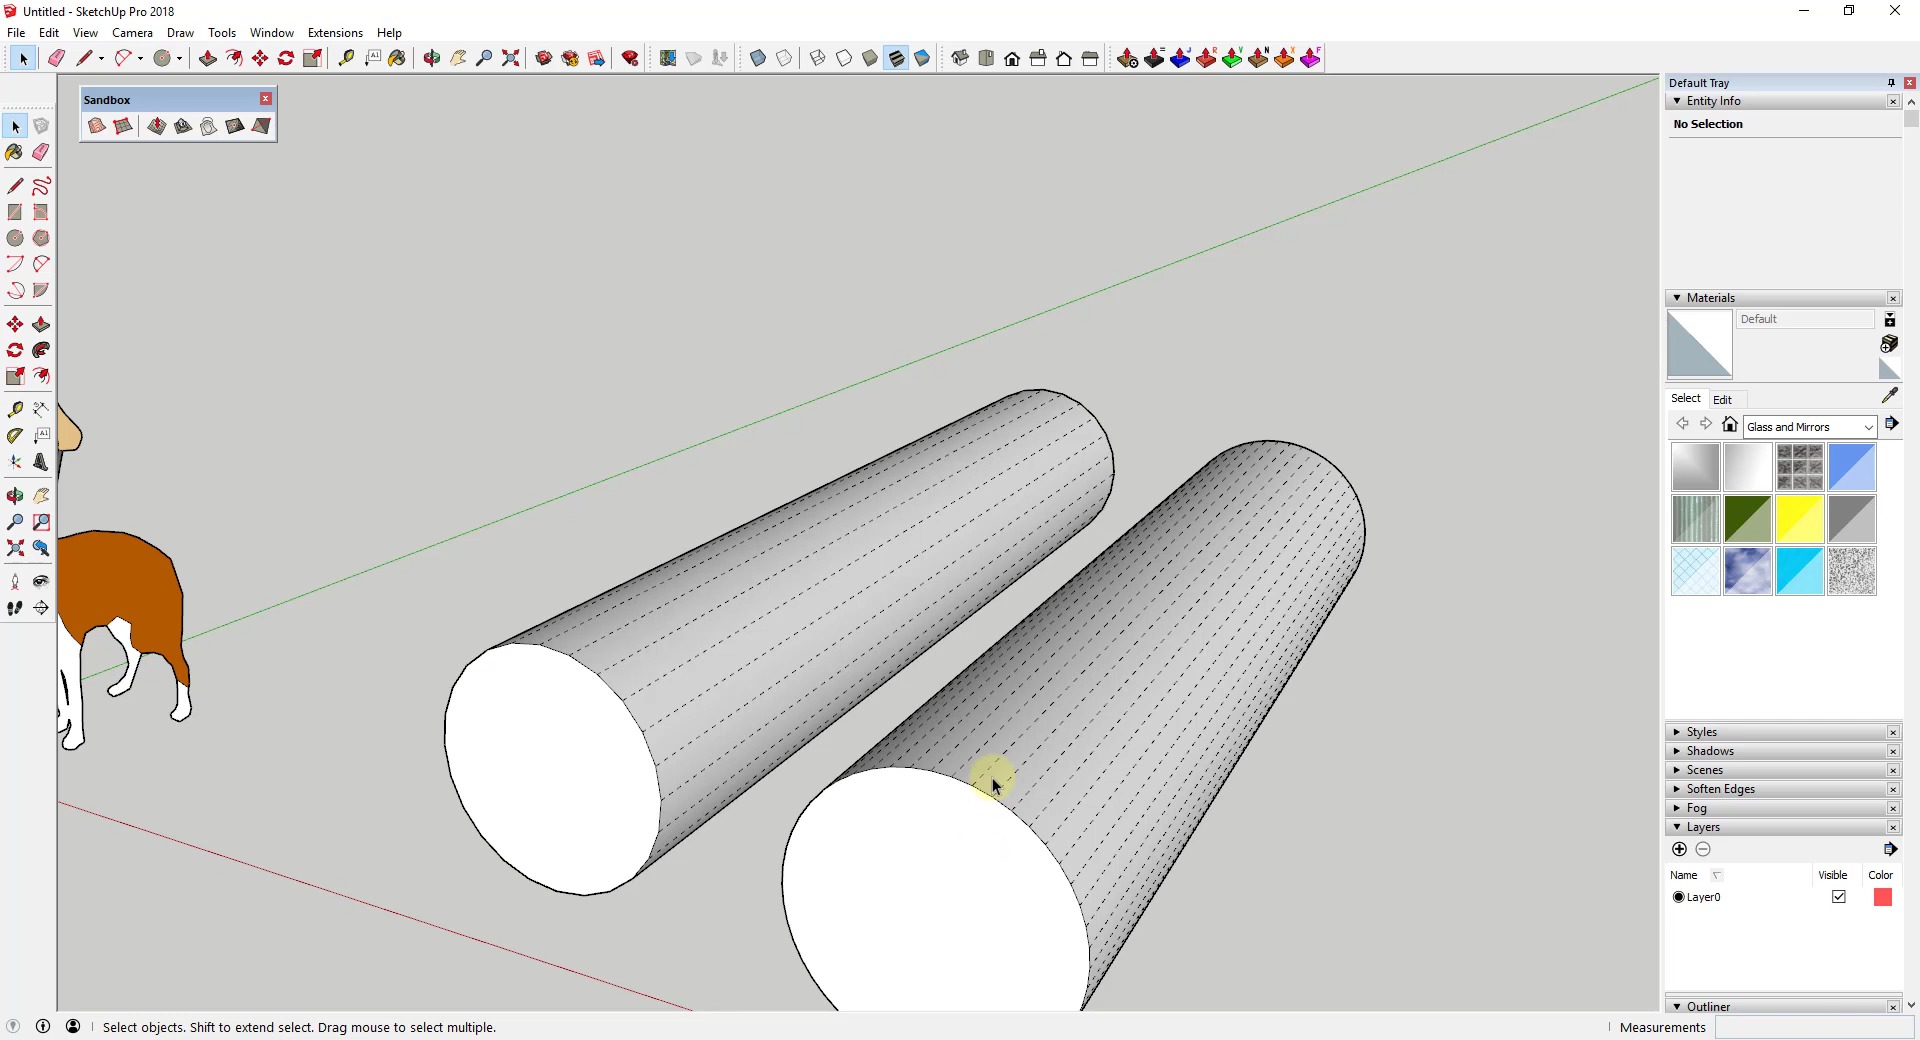 Untitled - SketchUp Pro 2018
File Edit View Camera Draw Tools Window Extensions Help
Sandbox
Default Tray
Entity Info
No Selection
Materials
Default
Select Edit
Glass and Mirrors
Styles
Shadows
Scenes
Soften Edges
Fog
Layers
Name Visible Color
Layer0
Outliner
Select objects. Shift to extend select. Drag mouse to select multiple.
Measurements